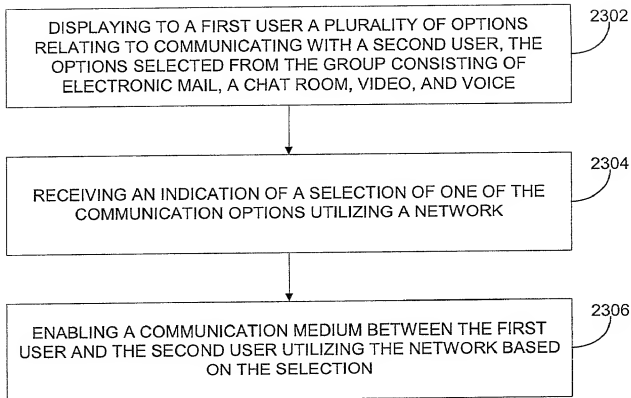 DISPLAYING TO A FIRST USER A PLURALITY OF OPTIONS
RELATING TO COMMUNICATING WITH A SECOND USER, THE
OPTIONS SELECTED FROM THE GROUP CONSISTING OF
ELECTRONIC MAIL, A CHAT ROOM, VIDEO, AND VOICE
2302
RECEIVING AN INDICATION OF A SELECTION OF ONE OF THE
COMMUNICATION OPTIONS UTILIZING A NETWORK
2304
ENABLING A COMMUNICATION MEDIUM BETWEEN THE FIRST
USER AND THE SECOND USER UTILIZING THE NETWORK BASED
ON THE SELECTION
2306